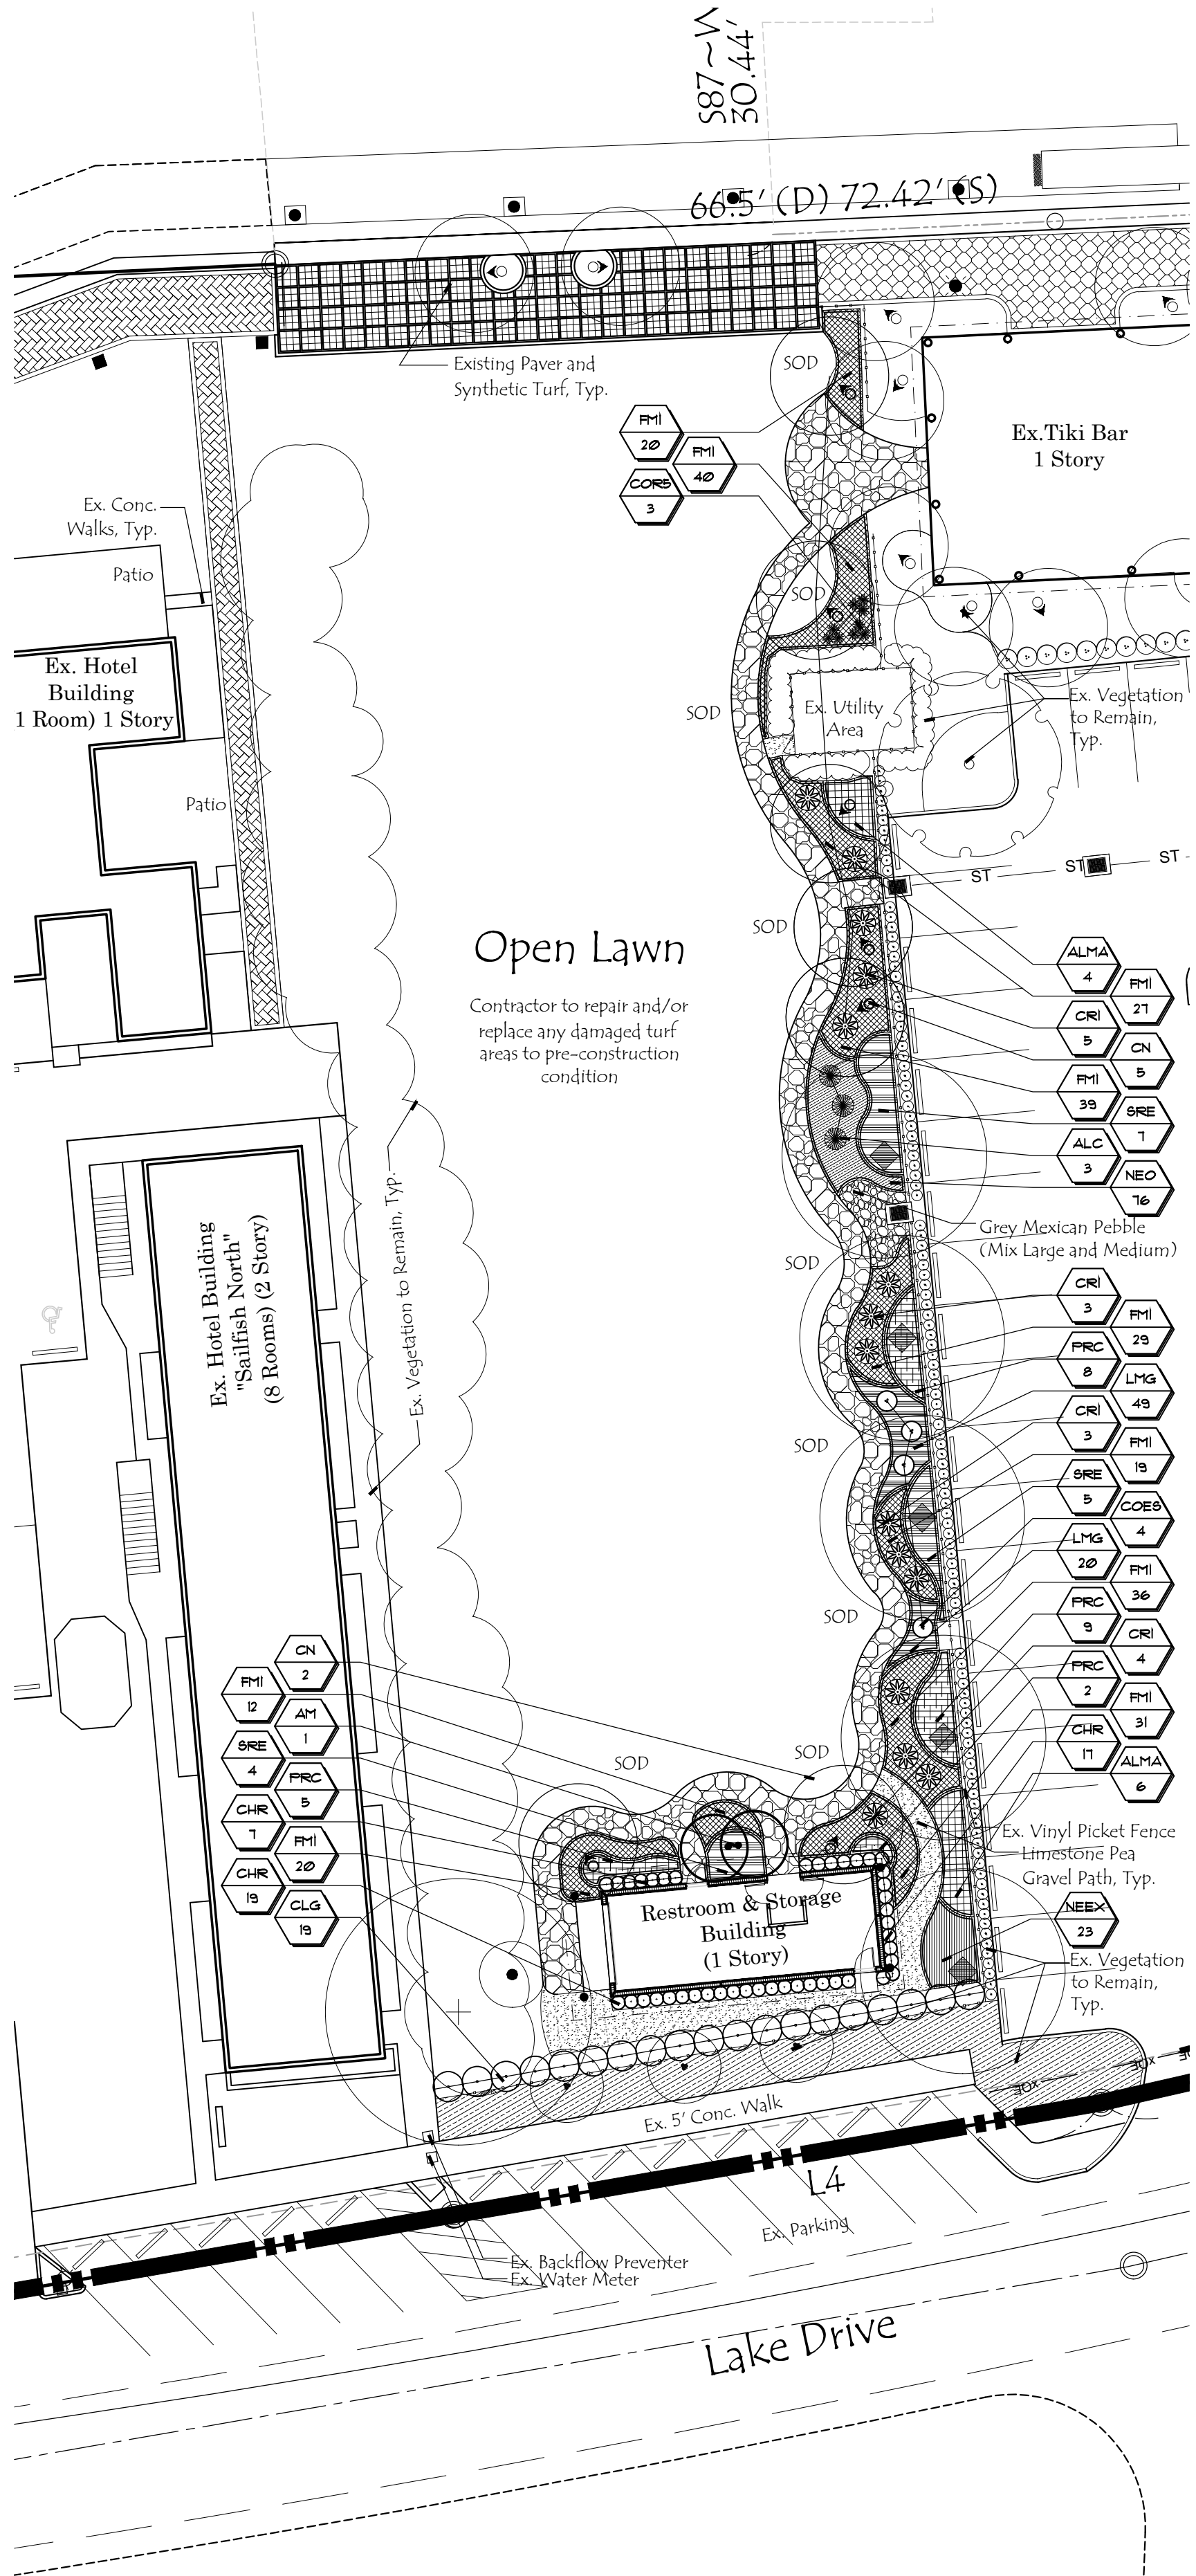 S87~W
30.44'
66.5' (D) 72.42' (S)
Existing Paver and
Synthetic Turf, Typ.
SOD
FMI
20
FMI
40
COR5
3
Ex.Tiki Bar
1 Story
Ex. Conc.
Walks, Typ.
Patio
SOD
Ex. Hotel
Building
1 Room) 1 Story
SOD
Ex. Utility
Area
Ex. Vegetation
to Remain,
Typ.
Patio
ST
ST
ST
SOD
Open Lawn
Contractor to repair and/or
replace any damaged turf
areas to pre-construction
condition
ALMA
4
FMI
27
CRI
5
CN
5
FMI
39
SRE
7
ALC
3
NEO
76
Grey Mexican Pebble
(Mix Large and Medium)
Ex. Vegetation to Remain, Typ.
Ex. Hotel Building
"Sailfish North"
(8 Rooms) (2 Story)
SOD
CRI
3
FMI
29
PRC
8
LMG
49
CRI
3
FMI
19
SRE
5
COES
4
LMG
20
FMI
36
PRC
9
CRI
4
PRC
2
FMI
31
CHR
17
ALMA
6
SOD
SOD
SOD
SOD
CN
2
FMI
12
AM
1
SRE
4
PRC
5
CHR
7
FMI
20
CHR
19
CLG
19
Ex. Vinyl Picket Fence
Limestone Pea
Gravel Path, Typ.
NEEX
23
Restroom & Storage
Building
(1 Story)
Ex. Vegetation
to Remain,
Typ.
XOE
XOE
Ex. 5' Conc. Walk
L4
Ex. Parking
Ex. Backflow Preventer
Ex. Water Meter
Lake Drive